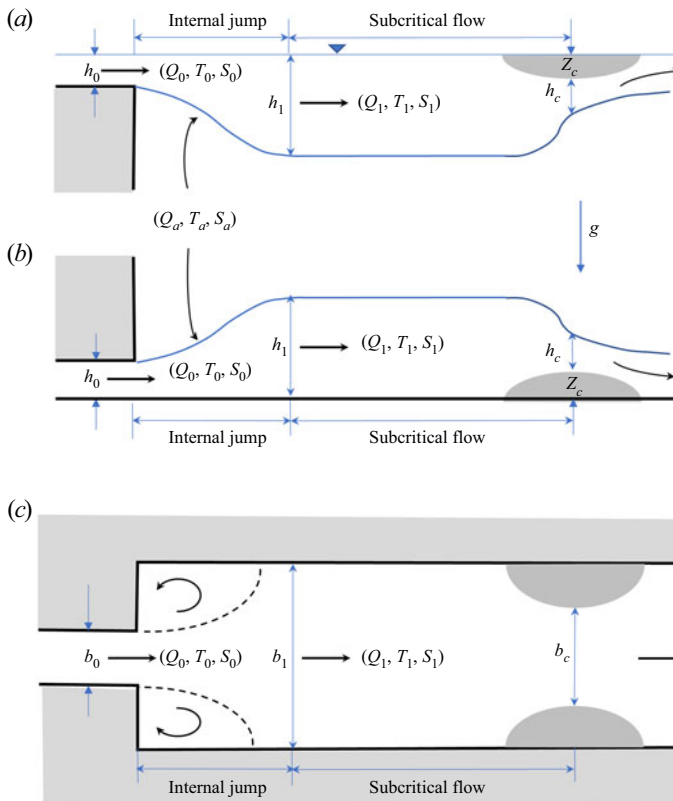 (a)
Internal jump
Subcritical flow
h0
(Q0, T0, S0)
Zc
h1
(Q1, T1, S1)
hc
(Qa, Ta, Sa)
g
(b)
h1
(Q1, T1, S1)
hc
h0
(Q0, T0, S0)
Zc
Internal jump
Subcritical flow
(c)
b0
(Q0, T0, S0)
b1
(Q1, T1, S1)
bc
Internal jump
Subcritical flow